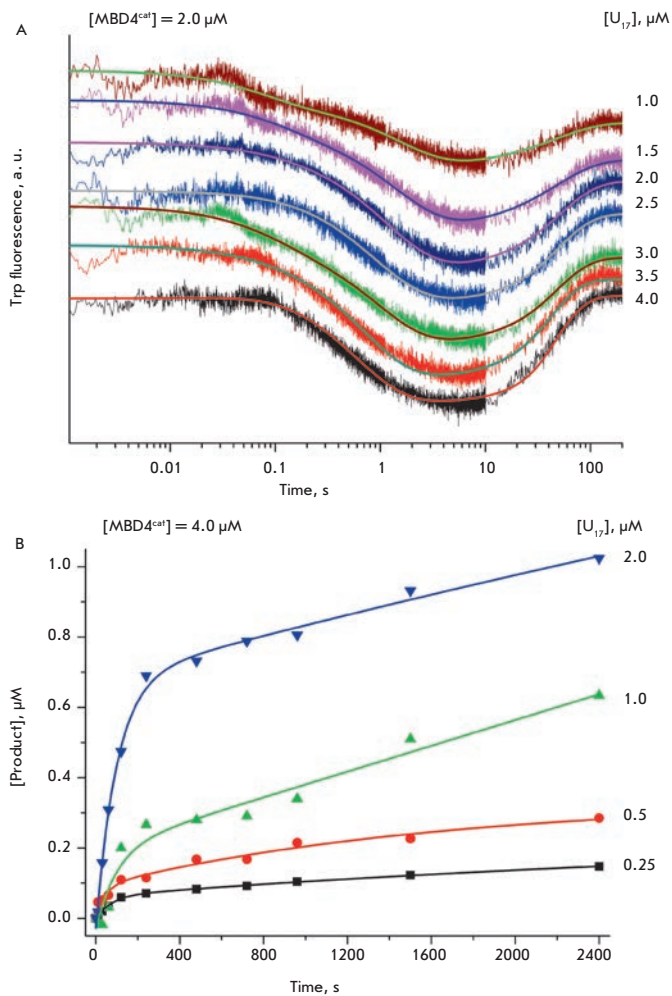 A
[MBD4ᶜᵃᵗ] = 2.0 µM
[U₁₇], µM
Trp fluorescence, a. u.
1.0
1.5
2.0
2.5
3.0
3.5
4.0
0.01 0.1 1 10 100
Time, s
B
[MBD4ᶜᵃᵗ] = 4.0 µM
[U₁₇], µM
[Product], µM
1.0
0.8
0.6
0.4
0.2
0.0
2.0
1.0
0.5
0.25
0 400 800 1200 1600 2000 2400
Time, s